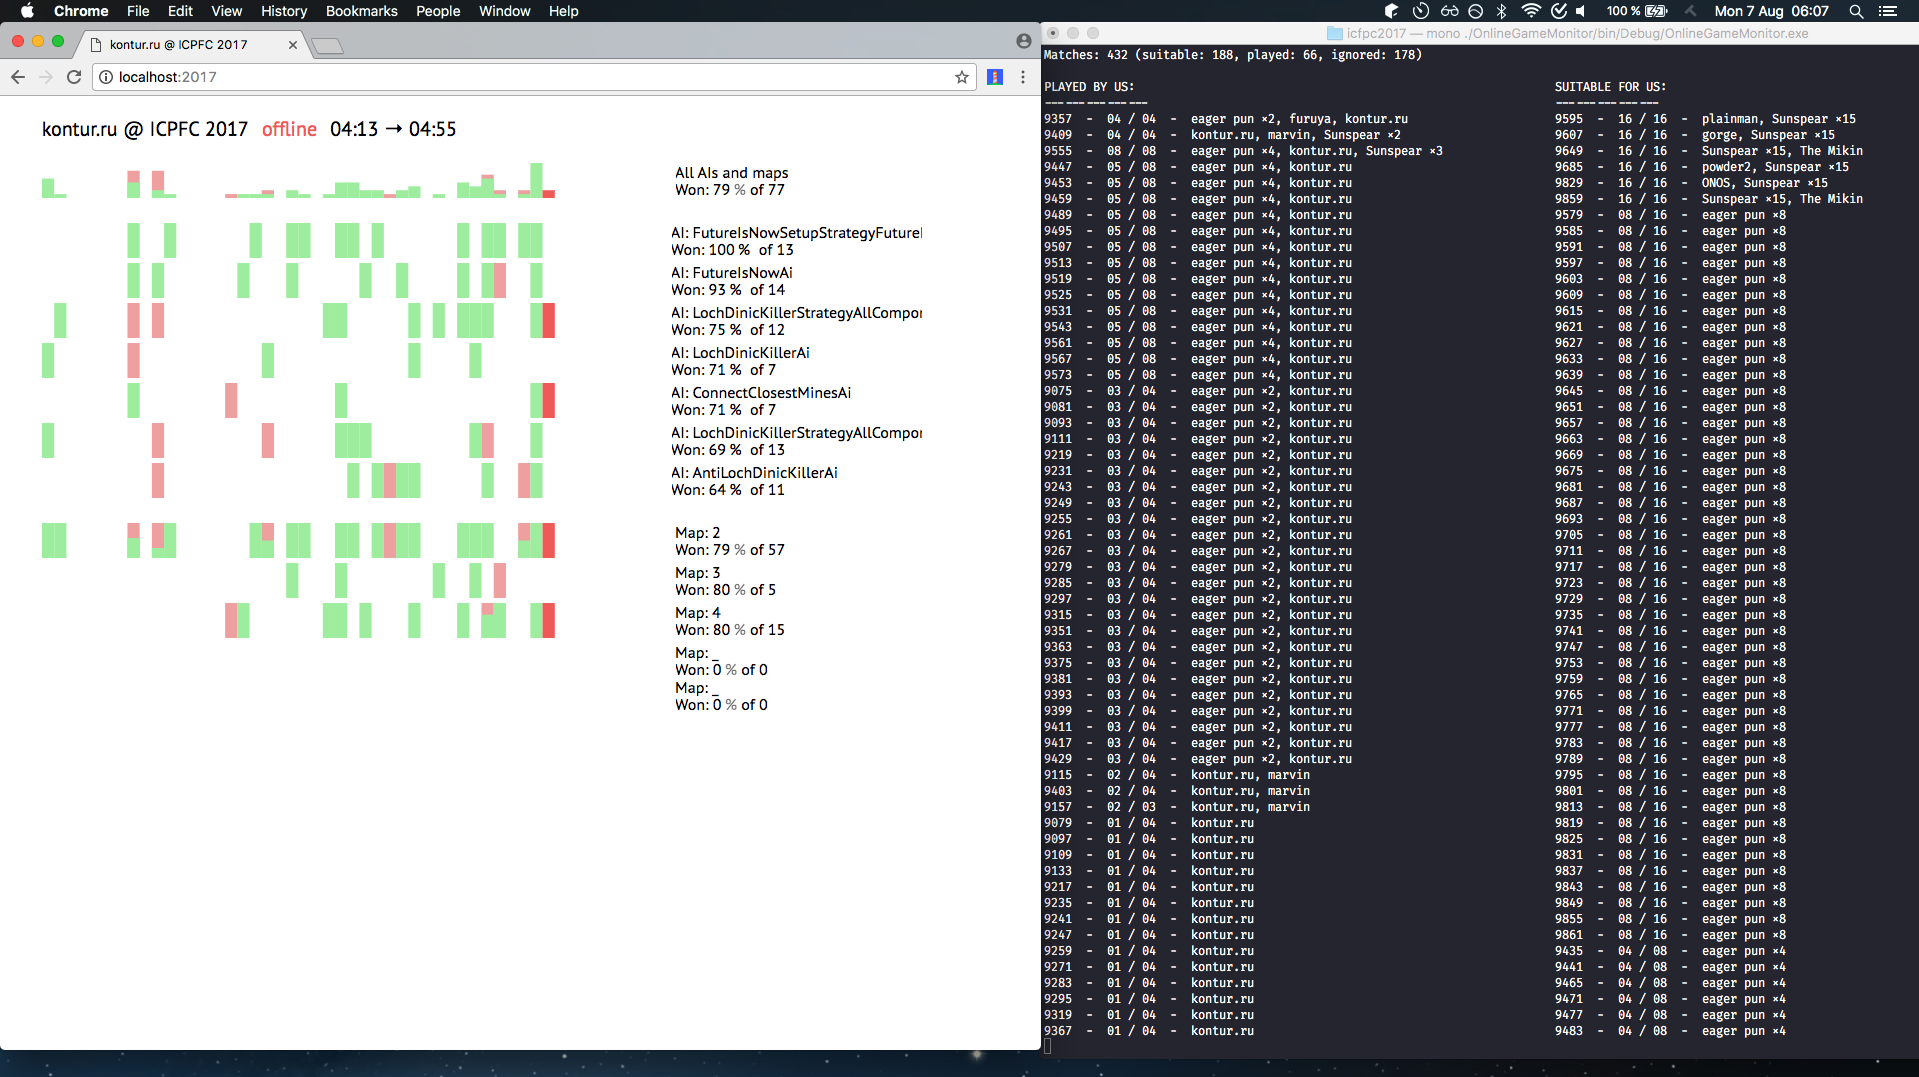 Chrome File Edit View History Bookmarks People Window Help
100 % Mon 7 Aug 06:07
kontur.ru @ ICPFC 2017
localhost:2017
kontur.ru @ ICPFC 2017 offline 04:13 → 04:55
All AIs and maps
Won: 79 % of 77
AI: FutureIsNowSetupStrategyFuture
Won: 100 % of 13
AI: FutureIsNowAi
Won: 93 % of 14
AI: LochDinicKillerStrategyAllCompo
Won: 75 % of 12
AI: LochDinicKillerAi
Won: 71 % of 7
AI: ConnectClosestMinesAi
Won: 71 % of 7
AI: LochDinicKillerStrategyAllCompo
Won: 69 % of 13
AI: AntiLochDinicKillerAi
Won: 64 % of 11
Map: 2
Won: 79 % of 57
Map: 3
Won: 80 % of 5
Map: 4
Won: 80 % of 15
Map: _
Won: 0 % of 0
Map: _
Won: 0 % of 0
icfpc2017 — mono ./OnlineGameMonitor/bin/Debug/OnlineGameMonitor.exe
Matches: 432 (suitable: 188, played: 66, ignored: 178)
PLAYED BY US:
---------------
9357 - 04 / 04 - eager pun ×2, furuya, kontur.ru
9409 - 04 / 04 - kontur.ru, marvin, Sunspear ×2
9555 - 08 / 08 - eager pun ×4, kontur.ru, Sunspear ×3
9447 - 05 / 08 - eager pun ×4, kontur.ru
9453 - 05 / 08 - eager pun ×4, kontur.ru
9459 - 05 / 08 - eager pun ×4, kontur.ru
9489 - 05 / 08 - eager pun ×4, kontur.ru
9495 - 05 / 08 - eager pun ×4, kontur.ru
9507 - 05 / 08 - eager pun ×4, kontur.ru
9513 - 05 / 08 - eager pun ×4, kontur.ru
9519 - 05 / 08 - eager pun ×4, kontur.ru
9525 - 05 / 08 - eager pun ×4, kontur.ru
9531 - 05 / 08 - eager pun ×4, kontur.ru
9543 - 05 / 08 - eager pun ×4, kontur.ru
9561 - 05 / 08 - eager pun ×4, kontur.ru
9567 - 05 / 08 - eager pun ×4, kontur.ru
9573 - 05 / 08 - eager pun ×4, kontur.ru
9075 - 03 / 04 - eager pun ×2, kontur.ru
9081 - 03 / 04 - eager pun ×2, kontur.ru
9093 - 03 / 04 - eager pun ×2, kontur.ru
9111 - 03 / 04 - eager pun ×2, kontur.ru
9219 - 03 / 04 - eager pun ×2, kontur.ru
9231 - 03 / 04 - eager pun ×2, kontur.ru
9243 - 03 / 04 - eager pun ×2, kontur.ru
9249 - 03 / 04 - eager pun ×2, kontur.ru
9255 - 03 / 04 - eager pun ×2, kontur.ru
9261 - 03 / 04 - eager pun ×2, kontur.ru
9267 - 03 / 04 - eager pun ×2, kontur.ru
9279 - 03 / 04 - eager pun ×2, kontur.ru
9285 - 03 / 04 - eager pun ×2, kontur.ru
9297 - 03 / 04 - eager pun ×2, kontur.ru
9315 - 03 / 04 - eager pun ×2, kontur.ru
9351 - 03 / 04 - eager pun ×2, kontur.ru
9363 - 03 / 04 - eager pun ×2, kontur.ru
9375 - 03 / 04 - eager pun ×2, kontur.ru
9381 - 03 / 04 - eager pun ×2, kontur.ru
9393 - 03 / 04 - eager pun ×2, kontur.ru
9399 - 03 / 04 - eager pun ×2, kontur.ru
9411 - 03 / 04 - eager pun ×2, kontur.ru
9417 - 03 / 04 - eager pun ×2, kontur.ru
9429 - 03 / 04 - eager pun ×2, kontur.ru
9115 - 02 / 04 - kontur.ru, marvin
9403 - 02 / 04 - kontur.ru, marvin
9157 - 02 / 03 - kontur.ru, marvin
9079 - 01 / 04 - kontur.ru
9097 - 01 / 04 - kontur.ru
9109 - 01 / 04 - kontur.ru
9133 - 01 / 04 - kontur.ru
9217 - 01 / 04 - kontur.ru
9235 - 01 / 04 - kontur.ru
9241 - 01 / 04 - kontur.ru
9247 - 01 / 04 - kontur.ru
9259 - 01 / 04 - kontur.ru
9271 - 01 / 04 - kontur.ru
9283 - 01 / 04 - kontur.ru
9295 - 01 / 04 - kontur.ru
9319 - 01 / 04 - kontur.ru
9367 - 01 / 04 - kontur.ru
SUITABLE FOR US:
---------------
9595 - 16 / 16 - plainman, Sunspear ×15
9607 - 16 / 16 - gorge, Sunspear ×15
9649 - 16 / 16 - Sunspear ×15, The Mikin
9685 - 16 / 16 - powder2, Sunspear ×15
9829 - 16 / 16 - ONOS, Sunspear ×15
9859 - 16 / 16 - Sunspear ×15, The Mikin
9579 - 08 / 16 - eager pun ×8
9585 - 08 / 16 - eager pun ×8
9591 - 08 / 16 - eager pun ×8
9597 - 08 / 16 - eager pun ×8
9603 - 08 / 16 - eager pun ×8
9609 - 08 / 16 - eager pun ×8
9615 - 08 / 16 - eager pun ×8
9621 - 08 / 16 - eager pun ×8
9627 - 08 / 16 - eager pun ×8
9633 - 08 / 16 - eager pun ×8
9639 - 08 / 16 - eager pun ×8
9645 - 08 / 16 - eager pun ×8
9651 - 08 / 16 - eager pun ×8
9657 - 08 / 16 - eager pun ×8
9663 - 08 / 16 - eager pun ×8
9669 - 08 / 16 - eager pun ×8
9675 - 08 / 16 - eager pun ×8
9681 - 08 / 16 - eager pun ×8
9687 - 08 / 16 - eager pun ×8
9693 - 08 / 16 - eager pun ×8
9705 - 08 / 16 - eager pun ×8
9711 - 08 / 16 - eager pun ×8
9717 - 08 / 16 - eager pun ×8
9723 - 08 / 16 - eager pun ×8
9729 - 08 / 16 - eager pun ×8
9735 - 08 / 16 - eager pun ×8
9741 - 08 / 16 - eager pun ×8
9747 - 08 / 16 - eager pun ×8
9753 - 08 / 16 - eager pun ×8
9759 - 08 / 16 - eager pun ×8
9765 - 08 / 16 - eager pun ×8
9771 - 08 / 16 - eager pun ×8
9777 - 08 / 16 - eager pun ×8
9783 - 08 / 16 - eager pun ×8
9789 - 08 / 16 - eager pun ×8
9795 - 08 / 16 - eager pun ×8
9801 - 08 / 16 - eager pun ×8
9813 - 08 / 16 - eager pun ×8
9819 - 08 / 16 - eager pun ×8
9825 - 08 / 16 - eager pun ×8
9831 - 08 / 16 - eager pun ×8
9837 - 08 / 16 - eager pun ×8
9843 - 08 / 16 - eager pun ×8
9849 - 08 / 16 - eager pun ×8
9855 - 08 / 16 - eager pun ×8
9861 - 08 / 16 - eager pun ×8
9435 - 04 / 08 - eager pun ×4
9441 - 04 / 08 - eager pun ×4
9465 - 04 / 08 - eager pun ×4
9471 - 04 / 08 - eager pun ×4
9477 - 04 / 08 - eager pun ×4
9483 - 04 / 08 - eager pun ×4